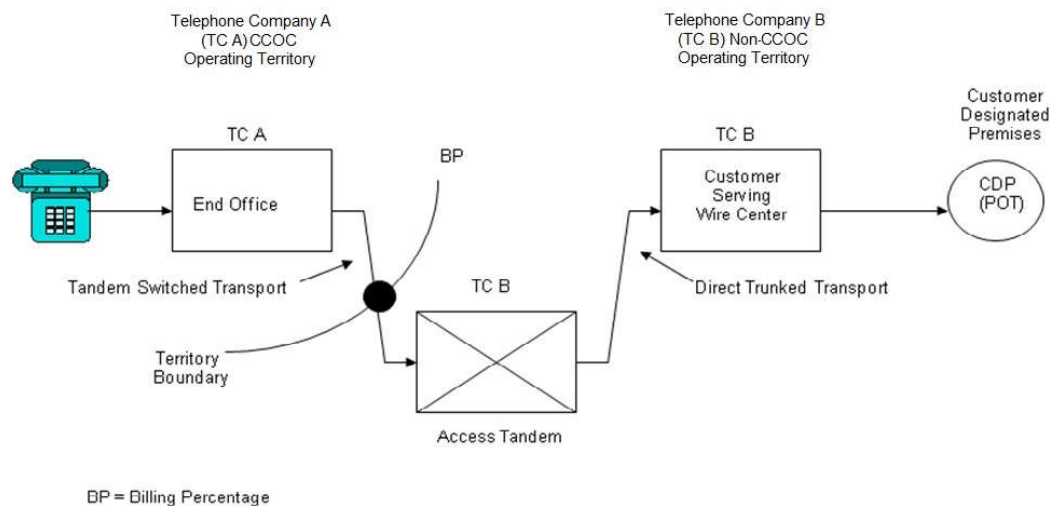 Telephone Company A
(TC A) CCOC
Operating Territory
Telephone Company B
(TC B) Non-CCOC
Operating Territory
Customer
Designated
Premises
TC A
BP
TC B
End Office
Customer
Serving
Wire Center
CDP
(POT)
Tandem Switched Transport
TC B
Direct Trunked Transport
Territory
Boundary
Access Tandem
BP = Billing Percentage